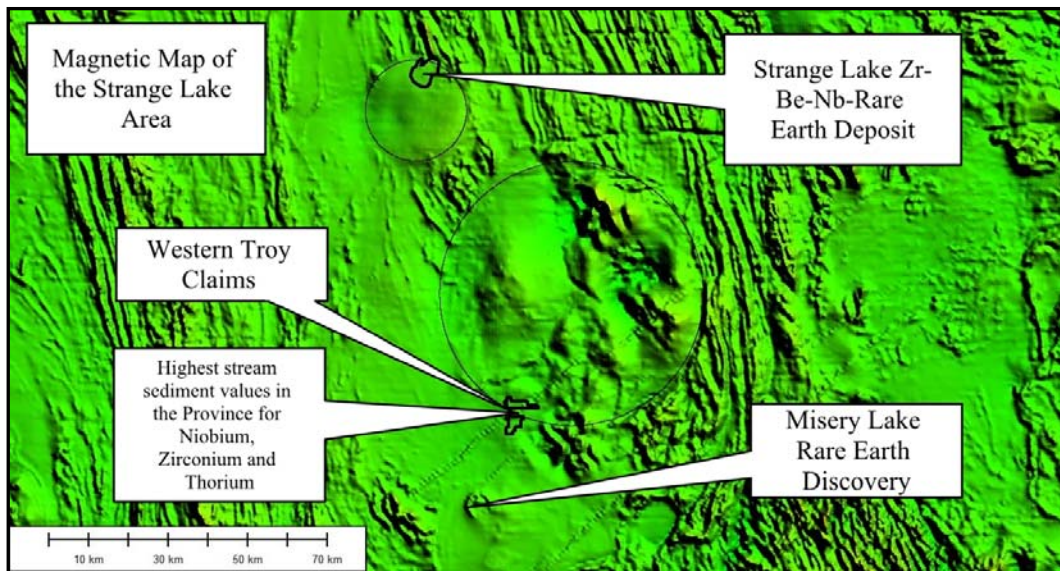 Magnetic Map of
the Strange Lake
Area
Strange Lake Zr-
Be-Nb-Rare
Earth Deposit
Western Troy
Claims
Highest stream
sediment values in
the Province for
Niobium,
Zirconium and
Thorium
Misery Lake
Rare Earth
Discovery
10 km 30 km 50 km 70 km